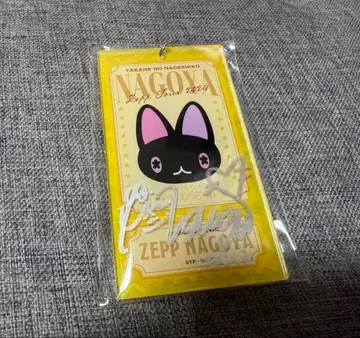 TAKANE NO NADESHIKO
NAGOYA
Zepp Tour 2024
ZEPP NAGOYA